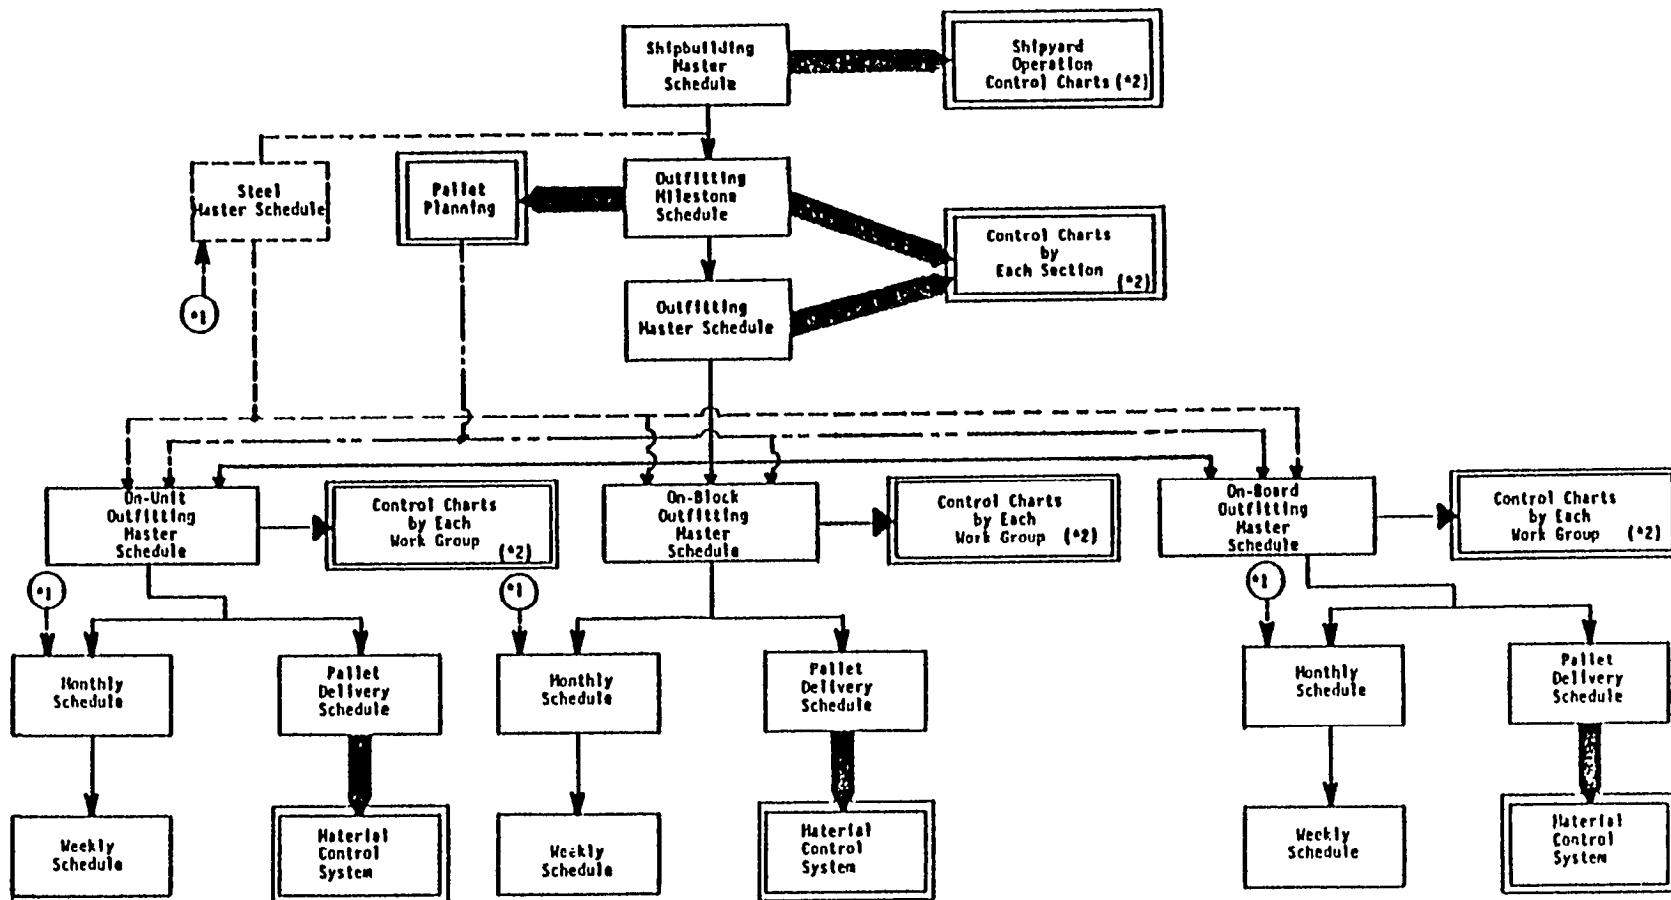 Shipbuilding
Master
Schedule
Shipyard
Operation
Control Charts (*2)
Steel
Master Schedule
Pallet
Planning
Outfitting
Milestone
Schedule
Control Charts
by
Each Section
(*2)
*1
Outfitting
Master Schedule
On-Unit
Outfitting
Master
Schedule
Control Charts
by Each
Work Group
(*2)
On-Block
Outfitting
Master
Schedule
Control Charts
by Each
Work Group (*2)
On-Board
Outfitting
Master
Schedule
Control Charts
by Each
Work Group (*2)
*1
*1
*1
Monthly
Schedule
Pallet
Delivery
Schedule
Monthly
Schedule
Pallet
Delivery
Schedule
Monthly
Schedule
Pallet
Delivery
Schedule
Weekly
Schedule
Material
Control
System
Weekly
Schedule
Material
Control
System
Weekly
Schedule
Material
Control
System